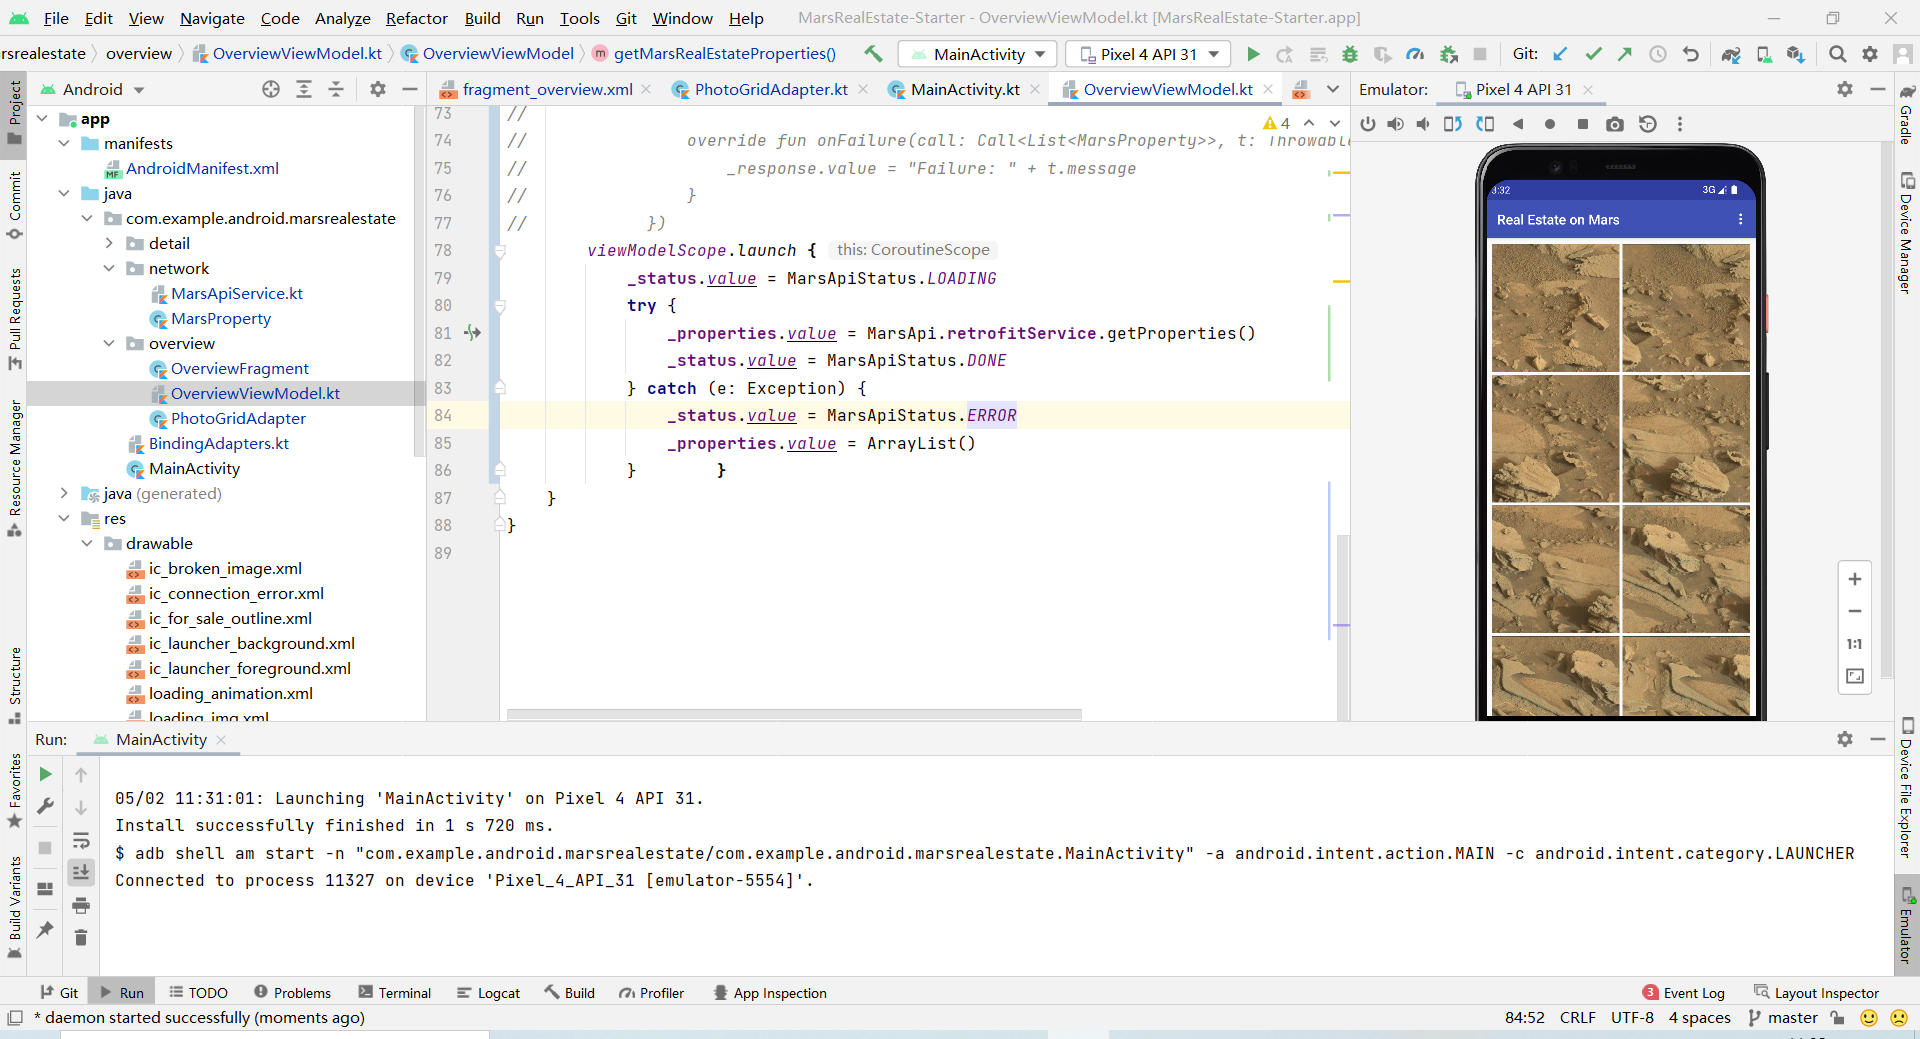 File Edit View Navigate Code Analyze Refactor Build Run Tools Git Window Help MarsRealEstate-Starter - OverviewViewModel.kt [MarsRealEstate-Starter.app]
rsrealestate overview OverviewViewModel.kt OverviewViewModel getMarsRealEstateProperties() MainActivity Pixel 4 API 31 Git:
Android
fragment_overview.xml PhotoGridAdapter.kt MainActivity.kt OverviewViewModel.kt
Emulator: Pixel 4 API 31
Project
Commit
Pull Requests
Resource Manager
Structure
Favorites
Build Variants
app
manifests
AndroidManifest.xml
java
com.example.android.marsrealestate
detail
network
MarsApiService.kt
MarsProperty
overview
OverviewFragment
OverviewViewModel.kt
PhotoGridAdapter
BindingAdapters.kt
MainActivity
java (generated)
res
drawable
ic_broken_image.xml
ic_connection_error.xml
ic_for_sale_outline.xml
ic_launcher_background.xml
ic_launcher_foreground.xml
loading_animation.xml
loading_img.xml
4
73 //
74 // override fun onFailure(call: Call<List<MarsProperty>>, t: Throwable
75 // _response.value = "Failure: " + t.message
76 // }
77 // })
78 viewModelScope.launch { this: CoroutineScope
79 _status.value = MarsApiStatus.LOADING
80 try {
81 _properties.value = MarsApi.retrofitService.getProperties()
82 _status.value = MarsApiStatus.DONE
83 } catch (e: Exception) {
84 _status.value = MarsApiStatus.ERROR
85 _properties.value = ArrayList()
86 } }
87 }
88 }
89
3:32 3G
Real Estate on Mars
1:1
Gradle
Device Manager
Device File Explorer
Emulator
Run: MainActivity
05/02 11:31:01: Launching 'MainActivity' on Pixel 4 API 31.
Install successfully finished in 1 s 720 ms.
$ adb shell am start -n "com.example.android.marsrealestate/com.example.android.marsrealestate.MainActivity" -a android.intent.action.MAIN -c android.intent.category.LAUNCHER
Connected to process 11327 on device 'Pixel_4_API_31 [emulator-5554]'.
Git Run TODO Problems Terminal Logcat Build Profiler App Inspection 3 Event Log Layout Inspector
* daemon started successfully (moments ago) 84:52 CRLF UTF-8 4 spaces master